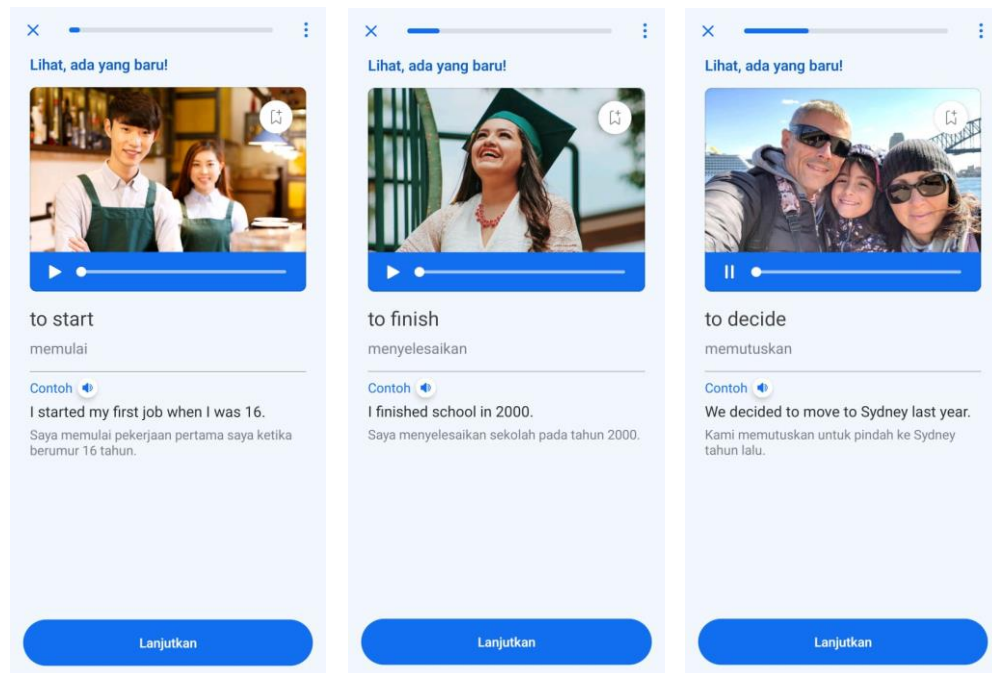 Lihat, ada yang baru!
to start
memulai
Contoh
I started my first job when I was 16.
Saya memulai pekerjaan pertama saya ketika
berumur 16 tahun.
Lanjutkan
Lihat, ada yang baru!
to finish
menyelesaikan
Contoh
I finished school in 2000.
Saya menyelesaikan sekolah pada tahun 2000.
Lanjutkan
Lihat, ada yang baru!
to decide
memutuskan
Contoh
We decided to move to Sydney last year.
Kami memutuskan untuk pindah ke Sydney
tahun lalu.
Lanjutkan